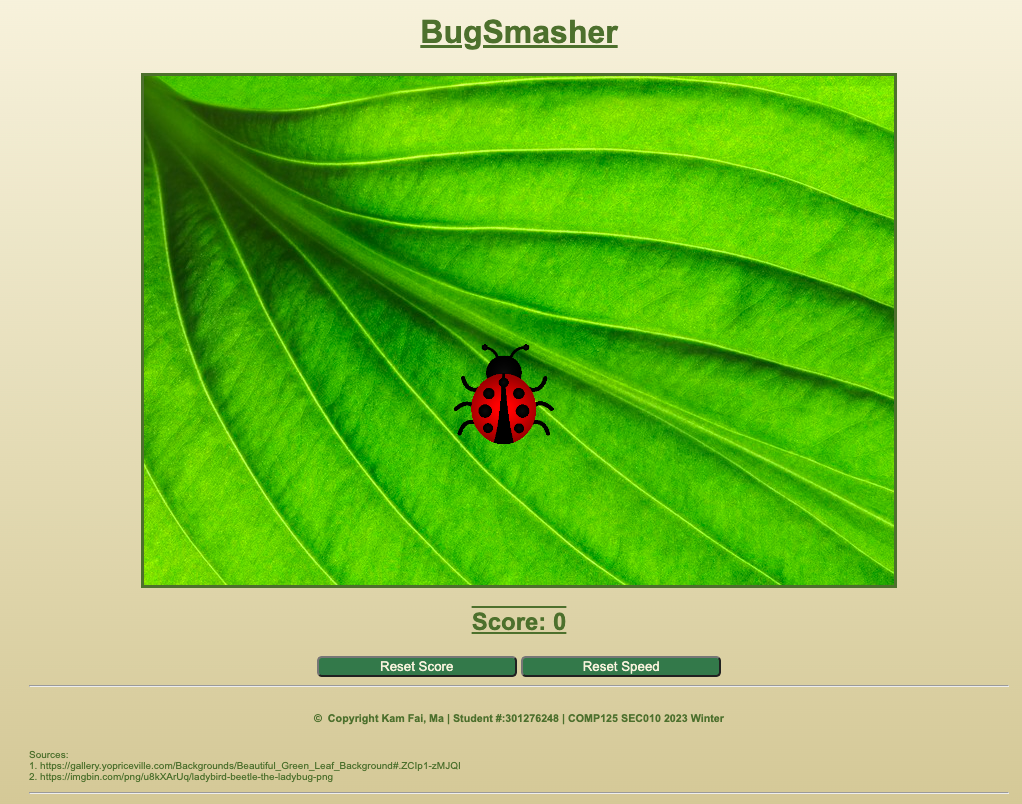 BugSmasher
Score: 0
Reset Score Reset Speed
© Copyright Kam Fai, Ma | Student #:301276248 | COMP125 SEC010 2023 Winter
Sources:
1. https://gallery.yopriceville.com/Backgrounds/Beautiful_Green_Leaf_Background#.ZCIp1-zMJQI
2. https://imgbin.com/png/u8kXArUq/ladybird-beetle-the-ladybug-png